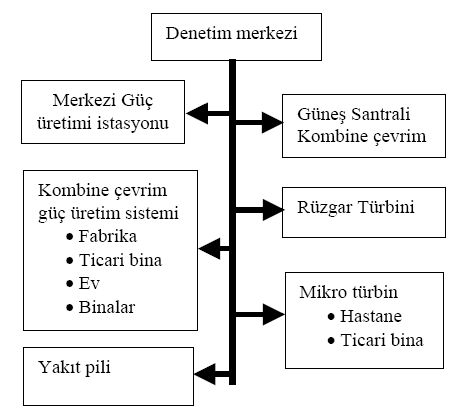 Denetim merkezi
Merkezi Güç
üretimi istasyonu
Güneş Santrali
Kombine çevrim
Kombine çevrim
güç üretim sistemi
• Fabrika
• Ticari bina
• Ev
• Binalar
Rüzgar Türbini
Mikro türbin
• Hastane
• Ticari bina
Yakıt pili